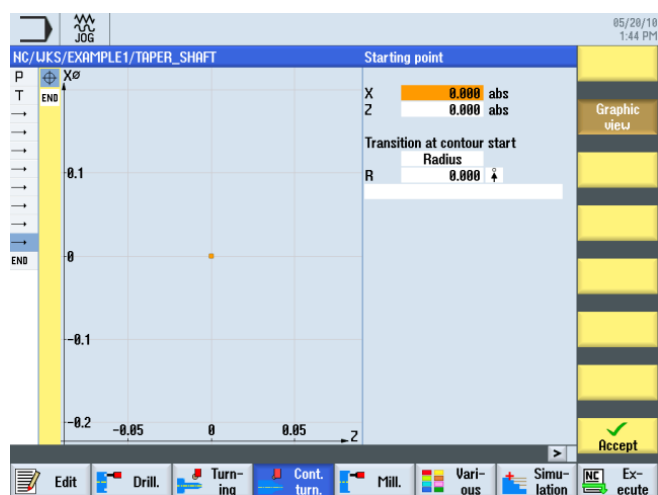 05/20/10
1:44 PM
JOG
NC/WKS/EXAMPLE1/TAPER_SHAFT
Starting point
P
T
END
END
Xø
0.1
0
-0.1
-0.2
-0.05 0 0.05 Z
X 0.000 abs
Z 0.000 abs
Transition at contour start
Radius
R 0.000
Graphic
view
Accept
>
Edit
Drill.
Turn-
ing
Cont.
turn.
Mill.
Vari-
ous
Simu-
lation
NC
Ex-
ecute